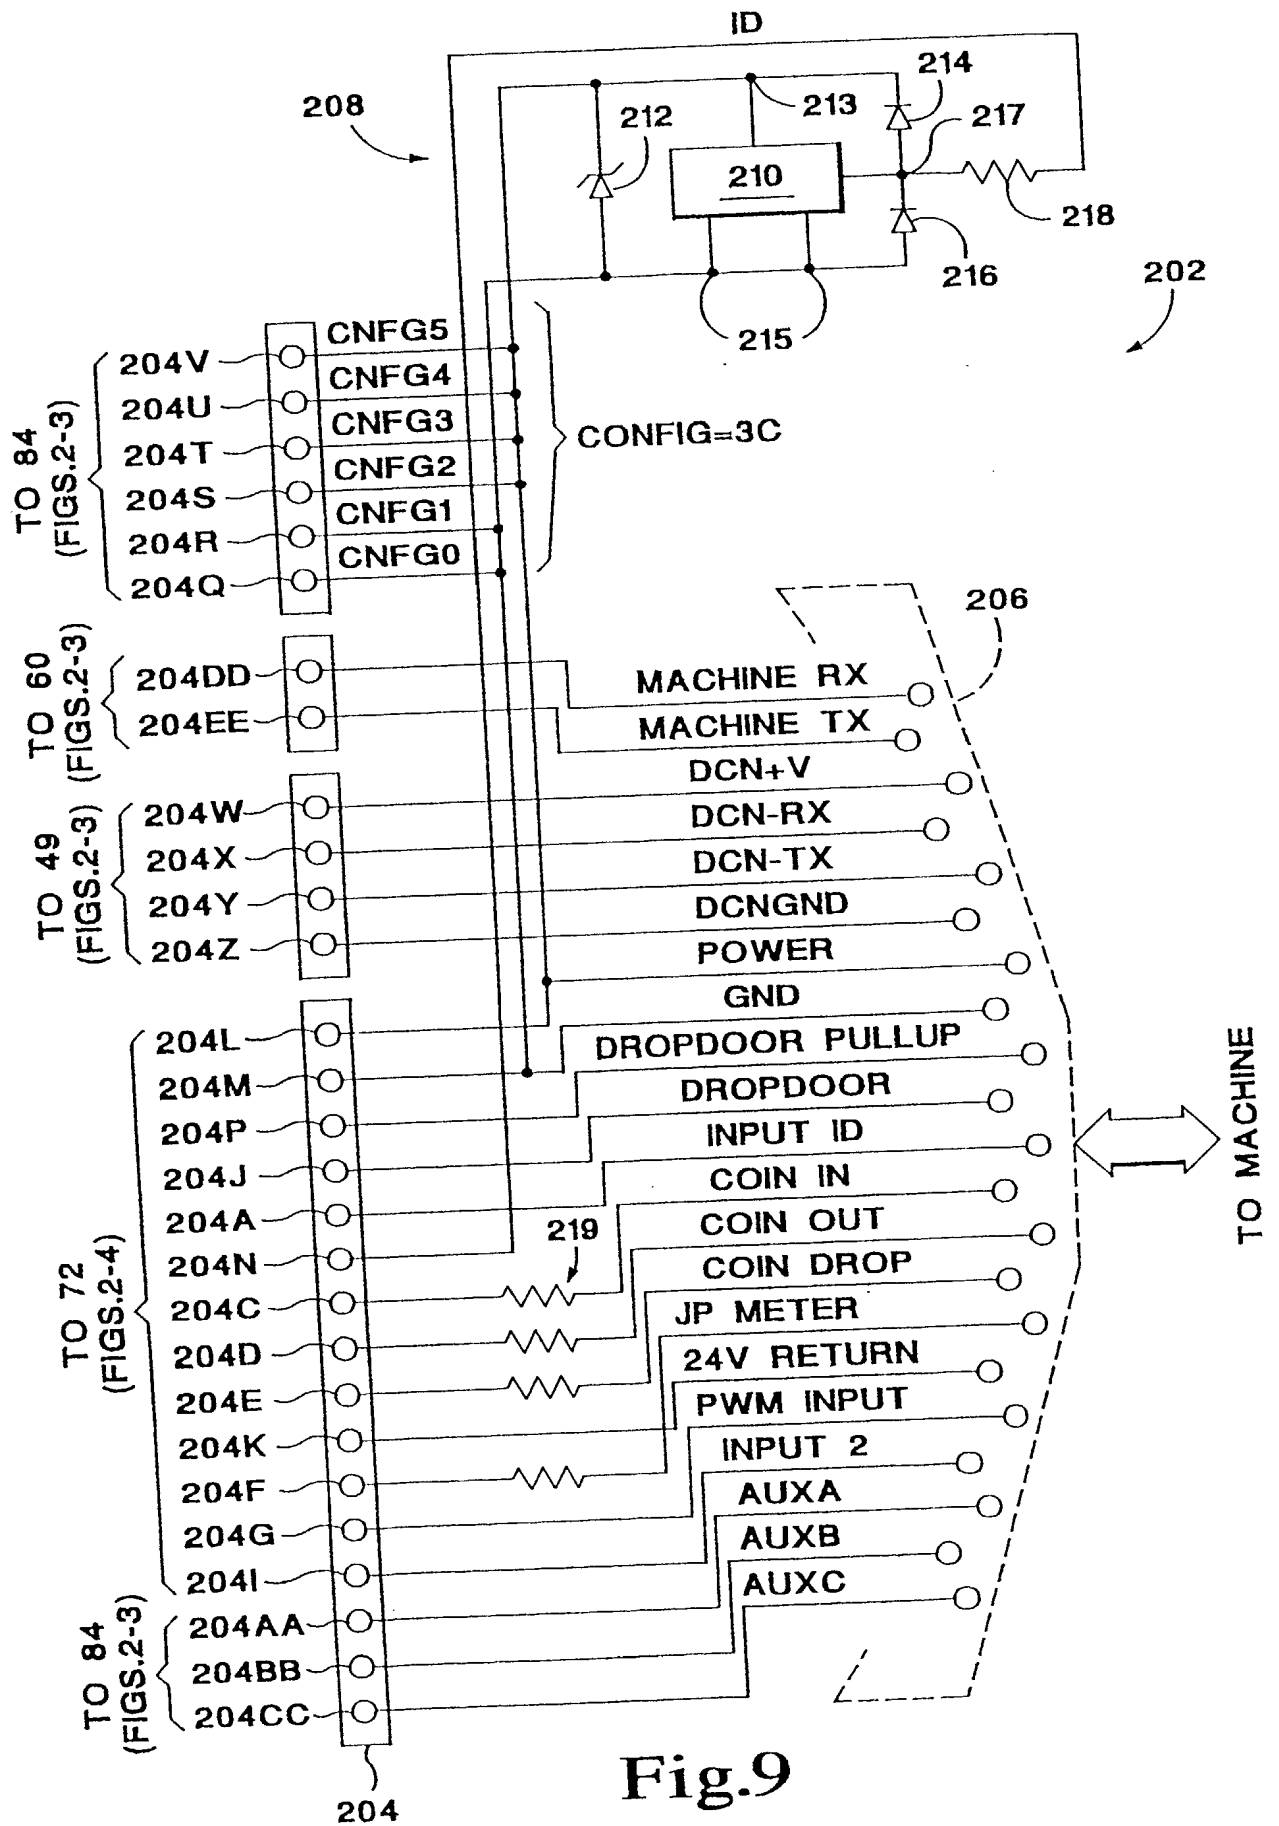 ID
208
212
213
214
217
210
218
216
215
202
TO 84
(FIGS.2-3)
204V
CNFG5
204U
CNFG4
204T
CNFG3
204S
CNFG2
204R
CNFG1
204Q
CNFG0
CONFIG=3C
206
TO 60
(FIGS.2-3)
204DD
MACHINE RX
204EE
MACHINE TX
TO 49
(FIGS.2-3)
204W
DCN+V
204X
DCN-RX
204Y
DCN-TX
204Z
DCNGND
POWER
GND
TO 72
(FIGS.2-4)
204L
204M
DROPDOOR PULLUP
204P
DROPDOOR
204J
INPUT ID
204A
COIN IN
204N
219
COIN OUT
204C
COIN DROP
204D
JP METER
204E
24V RETURN
204K
PWM INPUT
204F
INPUT 2
204G
AUXA
204I
AUXB
TO 84
(FIGS.2-3)
204AA
AUXC
204BB
204CC
204
TO MACHINE
Fig.9